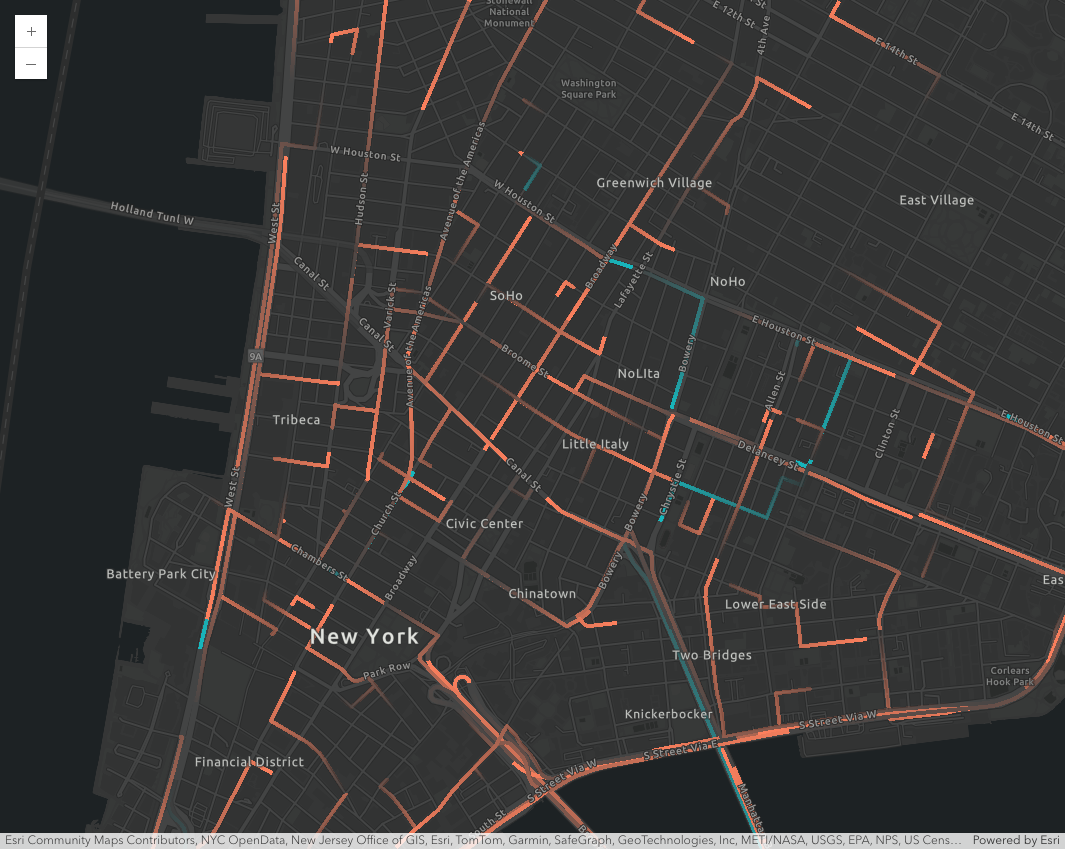 +
−
Stonewall
National
Monument
E 12th St
4th Ave
E 14th St
Washington
Square Park
E 14th St
W Houston St
Avenue of the Americas
Hudson St
W Houston St
Greenwich Village
East Village
Holland Tunl W
West St
Canal St
Broadway
Lafayette St
NoHo
SoHo
Varick St
Avenue of the Americas
Canal St
E Houston St
Bowery
Broome St
9A
NoLIta
Allen St
Tribeca
Clinton St
E Houston St
Little Italy
Delancey St
Canal St
West St
Chrystie St
Church St
Bowery
Civic Center
Chambers St
Broadway
Bowery
Battery Park City
Chinatown
Eas
Lower East Side
New York
Park Row
Two Bridges
Corlears
Hook Park
Knickerbocker
S Street Via W
S Street Via E
Financial District
S Street Via W
Manhatta
South St
B
Esri Community Maps Contributors, NYC OpenData, New Jersey Office of GIS, Esri, TomTom, Garmin, SafeGraph, GeoTechnologies, Inc, METI/NASA, USGS, EPA, NPS, US Cens…
Powered by Esri